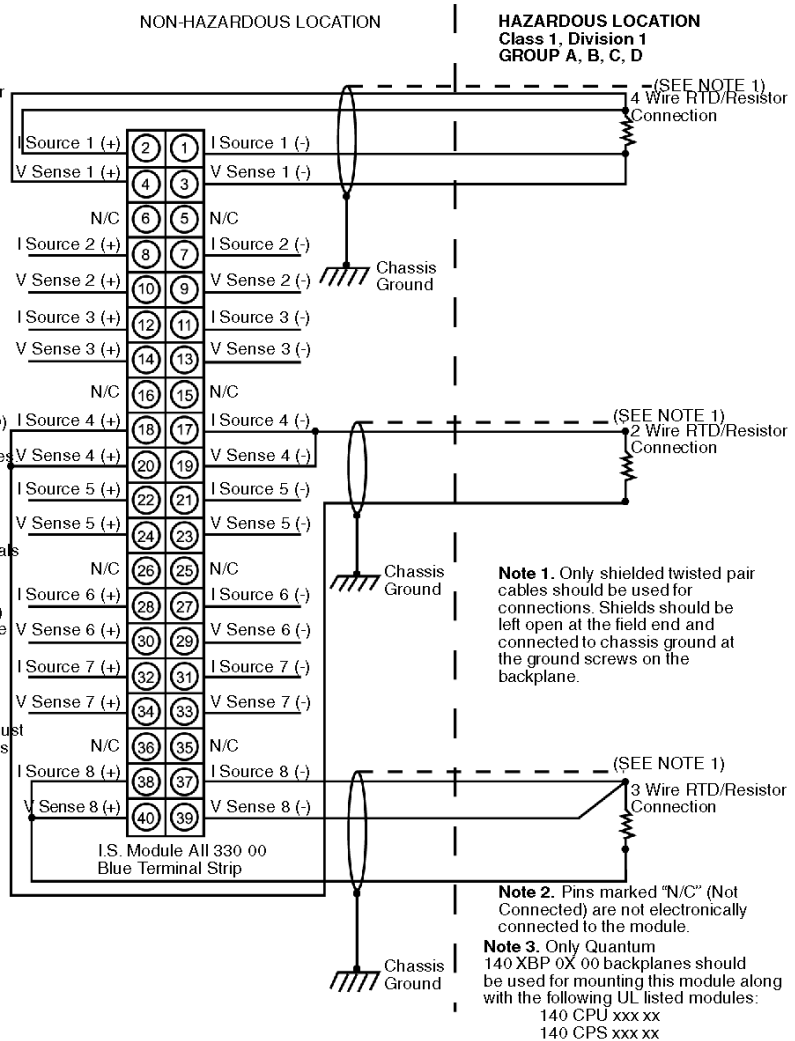 NON-HAZARDOUS LOCATION
HAZARDOUS LOCATION
Class 1, Division 1
GROUP A, B, C, D
(SEE NOTE 1)
4 Wire RTD/Resistor
Connection
I Source 1 (+) 2 1 I Source 1 (-)
V Sense 1 (+) 4 3 V Sense 1 (-)
N/C 6 5 N/C
I Source 2 (+) 8 7 I Source 2 (-)
V Sense 2 (+) 10 9 V Sense 2 (-)
Chassis
Ground
I Source 3 (+) 12 11 I Source 3 (-)
V Sense 3 (+) 14 13 V Sense 3 (-)
N/C 16 15 N/C
I Source 4 (+) 18 17 I Source 4 (-)
V Sense 4 (+) 20 19 V Sense 4 (-)
(SEE NOTE 1)
2 Wire RTD/Resistor
Connection
I Source 5 (+) 22 21 I Source 5 (-)
V Sense 5 (+) 24 23 V Sense 5 (-)
N/C 26 25 N/C
I Source 6 (+) 28 27 I Source 6 (-)
V Sense 6 (+) 30 29 V Sense 6 (-)
Chassis
Ground
Note 1. Only shielded twisted pair
cables should be used for
connections. Shields should be
left open at the field end and
connected to chassis ground at
the ground screws on the
backplane.
I Source 7 (+) 32 31 I Source 7 (-)
V Sense 7 (+) 34 33 V Sense 7 (-)
N/C 36 35 N/C
I Source 8 (+) 38 37 I Source 8 (-)
V Sense 8 (+) 40 39 V Sense 8 (-)
(SEE NOTE 1)
3 Wire RTD/Resistor
Connection
I.S. Module AII 330 00
Blue Terminal Strip
Note 2. Pins marked “N/C” (Not
Connected) are not electronically
connected to the module.
Chassis
Ground
Note 3. Only Quantum
140 XBP 0X 00 backplanes should
be used for mounting this module along
with the following UL listed modules:
140 CPU xxx xx
140 CPS xxx xx